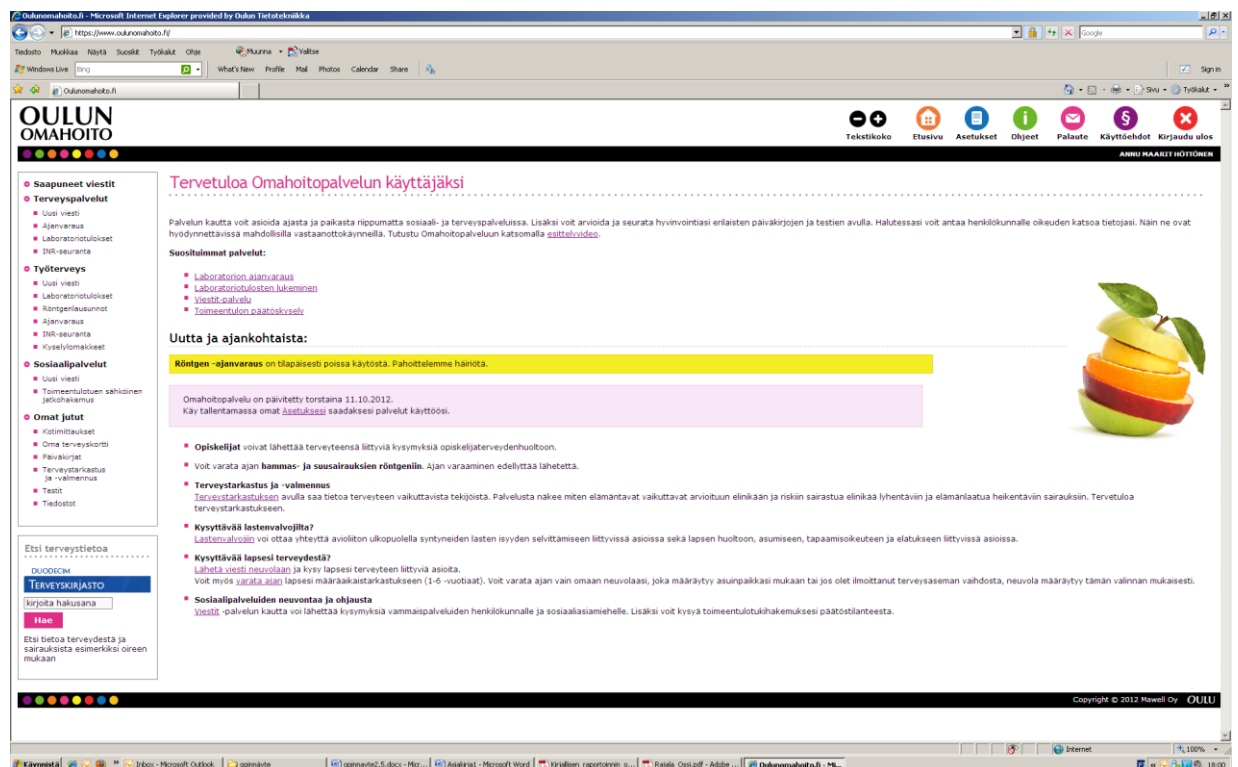 Oulunomahoito.fi - Microsoft Internet Explorer provided by Oulun Tietotekniikka
https://www.oulunomahoito.fi/
Google
Tiedosto Muokkaa Näytä Suosikit Työkalut Ohje Muunna Valitse
Windows Live Bing What's New Profile Mail Photos Calendar Share Sign in
Oulunomahoito.fi Sivu Työkalut
OULUN
OMAHOITO
Tekstikoko Etusivu Asetukset Ohjeet Palaute Käyttöehdot Kirjaudu ulos
ANNU MAARIT HÖTTÖNEN
Saapuneet viestit
Terveyspalvelut
Uusi viesti
Ajanvaraus
Laboratoriotulokset
INR-seuranta
Työterveys
Uusi viesti
Laboratoriotulokset
Röntgenlausunnot
Ajanvaraus
INR-seuranta
Kyselylomakkeet
Sosiaalipalvelut
Uusi viesti
Toimeentulotuen sähköinen
jatkohakemus
Omat jutut
Kotimittaukset
Oma terveyskortti
Päiväkirjat
Terveystarkastus
ja -valmennus
Testit
Tiedostot
Etsi terveystietoa
DUODECIM
TERVEYSKIRJASTO
kirjoita hakusana
Hae
Etsi tietoa terveydestä ja
sairauksista esimerkiksi oireen
mukaan
Tervetuloa Omahoitopalvelun käyttäjäksi
Palvelun kautta voit asioida ajasta ja paikasta riippumatta sosiaali- ja terveyspalveluissa. Lisäksi voit arvioida ja seurata hyvinvointiasi erilaisten päiväkirjojen ja testien avulla. Halutessasi voit antaa henkilökunnalle oikeuden katsoa tietojasi. Näin ne ovat
hyödynnettävissä mahdollisilla vastaanottokäynneillä. Tutustu Omahoitopalveluun katsomalla esittelyvideo.
Suosituimmat palvelut:
Laboratorion ajanvaraus
Laboratoriotulosten lukeminen
Viestit-palvelu
Toimeentulon päätöskysely
Uutta ja ajankohtaista:
Röntgen -ajanvaraus on tilapäisesti poissa käytöstä. Pahoittelemme häiriötä.
Omahoitopalvelu on päivitetty torstaina 11.10.2012.
Käy tallentamassa omat Asetuksesi saadaksesi palvelut käyttöösi.
Opiskelijat voivat lähettää terveyteensä liittyviä kysymyksiä opiskelijaterveydenhuoltoon.
Voit varata ajan hammas- ja suusairauksien röntgeniin. Ajan varaaminen edellyttää lähetettä.
Terveystarkastus ja -valmennus
Terveystarkastuksen avulla saa tietoa terveyteen vaikuttavista tekijöistä. Palvelusta näkee miten elämäntavat vaikuttavat arvioituun elinikään ja riskiin sairastua elinikää lyhentäviin ja elämänlaatua heikentäviin sairauksiin. Tervetuloa
terveystarkastukseen.
Kysyttävää lastenvalvojilta?
Lastenvalvojiin voi ottaa yhteyttä avioliiton ulkopuolella syntyneiden lasten isyyden selvittämiseen liittyvissä asioissa sekä lapsen huoltoon, asumiseen, tapaamisoikeuteen ja elatukseen liittyvissä asioissa.
Kysyttävää lapsesi terveydestä?
Lähetä viesti neuvolaan ja kysy lapsesi terveyteen liittyviä asioita.
Voit myös varata ajan lapsesi määräaikaistarkastukseen (1-6 -vuotiaat). Voit varata ajan vain omaan neuvolaasi, joka määräytyy asuinpaikkasi mukaan tai jos olet ilmoittanut terveysaseman vaihdosta, neuvola määräytyy tämän valinnan mukaisesti.
Sosiaalipalveluiden neuvontaa ja ohjausta
Viestit -palvelun kautta voi lähettää kysymyksiä vammaispalveluiden henkilökunnalle ja sosiaaliasiamiehelle. Lisäksi voit kysyä toimeentulotukihakemuksesi päätöstilanteesta.
Copyright © 2012 Mawell Oy OULU
Internet 100%
Käynnistä Inbox - Microsoft Outlook opinnäyte opinnayte2.5.docx - Micr... Asiakirjat - Microsoft Word Kirjallisen_raportoinnin_o... Rajala_Ossi.pdf - Adobe ... Oulunomahoito.fi - Mi... 18:00